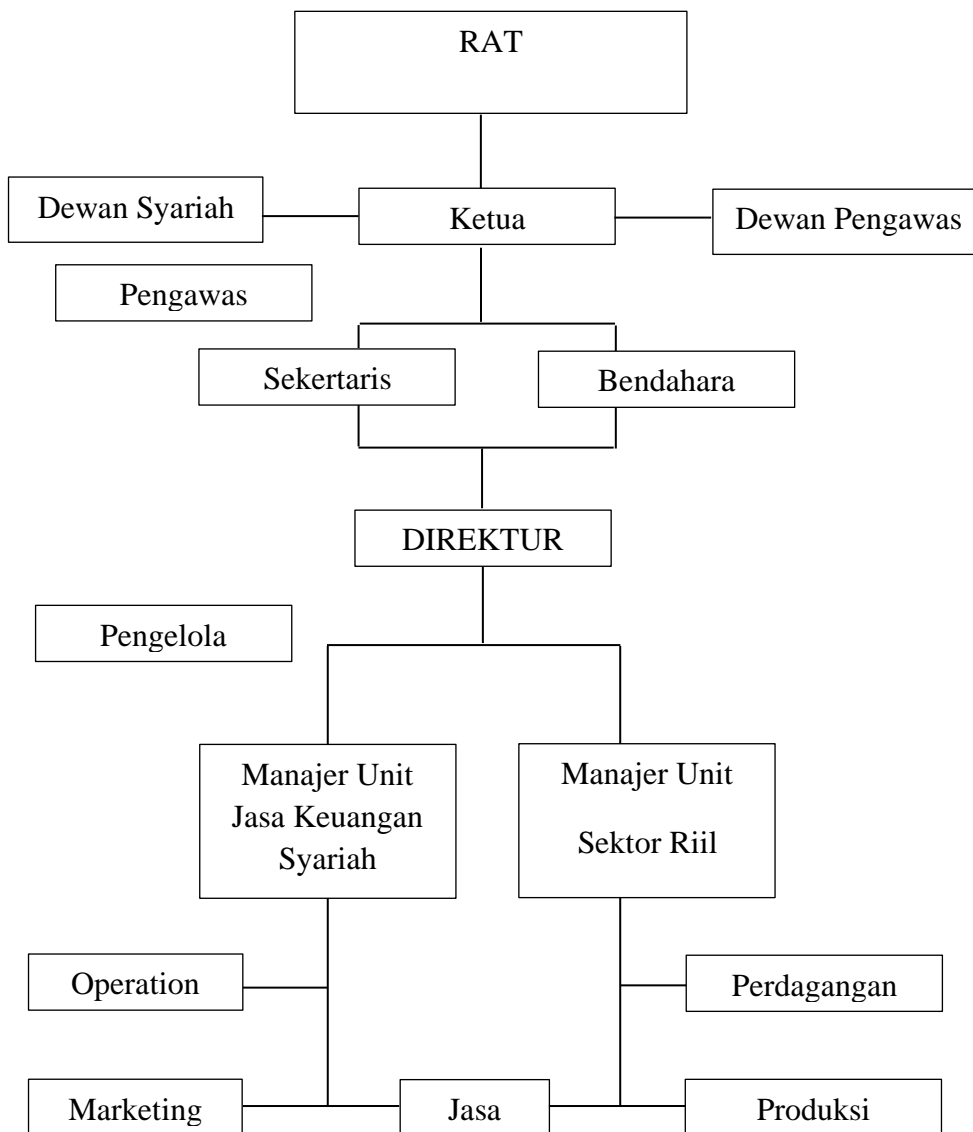 RAT
Dewan Syariah
Ketua
Dewan Pengawas
Pengawas
Sekertaris
Bendahara
DIREKTUR
Pengelola
Manajer Unit
Jasa Keuangan
Syariah
Manajer Unit
Sektor Riil
Operation
Perdagangan
Marketing
Jasa
Produksi